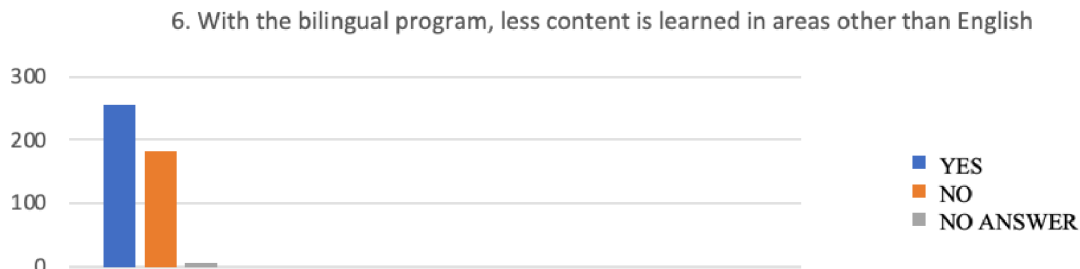 6. With the bilingual program, less content is learned in areas other than English
300
200
100
0
YES
NO
NO ANSWER